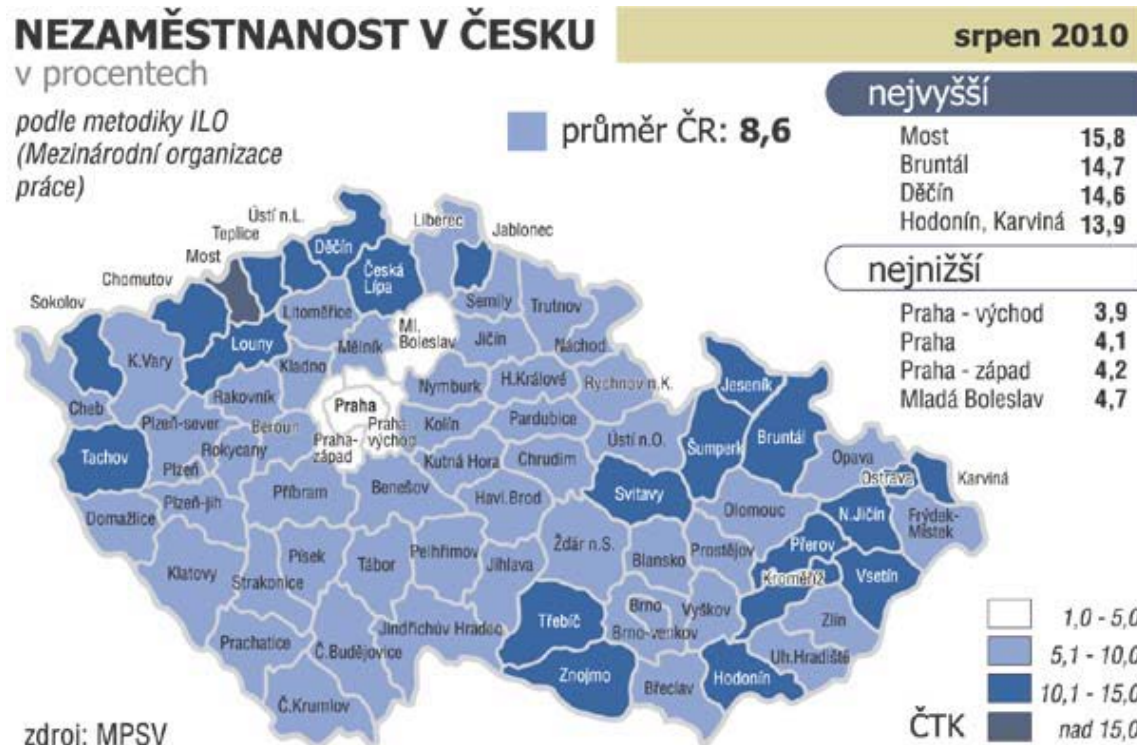 NEZAMĚSTNANOST V ČESKU
srpen 2010
v procentech
podle metodiky ILO
(Mezinárodní organizace
práce)
průměr ČR: 8,6
nejvyšší
Most 15,8
Bruntál 14,7
Děčín 14,6
Hodonín, Karviná 13,9
nejnižší
Praha - východ 3,9
Praha 4,1
Praha - západ 4,2
Mladá Boleslav 4,7
Ústí n.L.
Teplice
Most
Chomutov
Sokolov
Děčín
Liberec
Jablonec
Česká
Lípa
Litoměřice
Semily
Trutnov
Ml.
Boleslav
Jičín
Náchod
Louny
Mělník
K.Vary
Kladno
Nymburk
H.Králové
Rychnov n.K.
Jeseník
Cheb
Rakovník
Praha
Kolín
Pardubice
Plzeň-sever
Beroun
Praha-
východ
Praha-
západ
Ústí n.O.
Šumperk
Bruntál
Tachov
Rokycany
Plzeň
Kutná Hora
Chrudim
Opava
Ostrava
Karviná
Příbram
Benešov
Havl.Brod
Svitavy
Domažlice
Plzeň-jih
Olomouc
N.Jičín
Frýdek-
Místek
Klatovy
Písek
Tábor
Pelhřimov
Jihlava
Žďár n.S.
Blansko
Prostějov
Přerov
Strakonice
Kroměříž
Vsetín
Třebíč
Brno
Vyškov
Brno-venkov
Zlín
Prachatice
Č.Budějovice
Jindřichův Hradec
Znojmo
Břeclav
Hodonín
Uh.Hradiště
Č.Krumlov
1,0 - 5,0
5,1 - 10,0
10,1 - 15,0
nad 15,0
ČTK
zdroj: MPSV